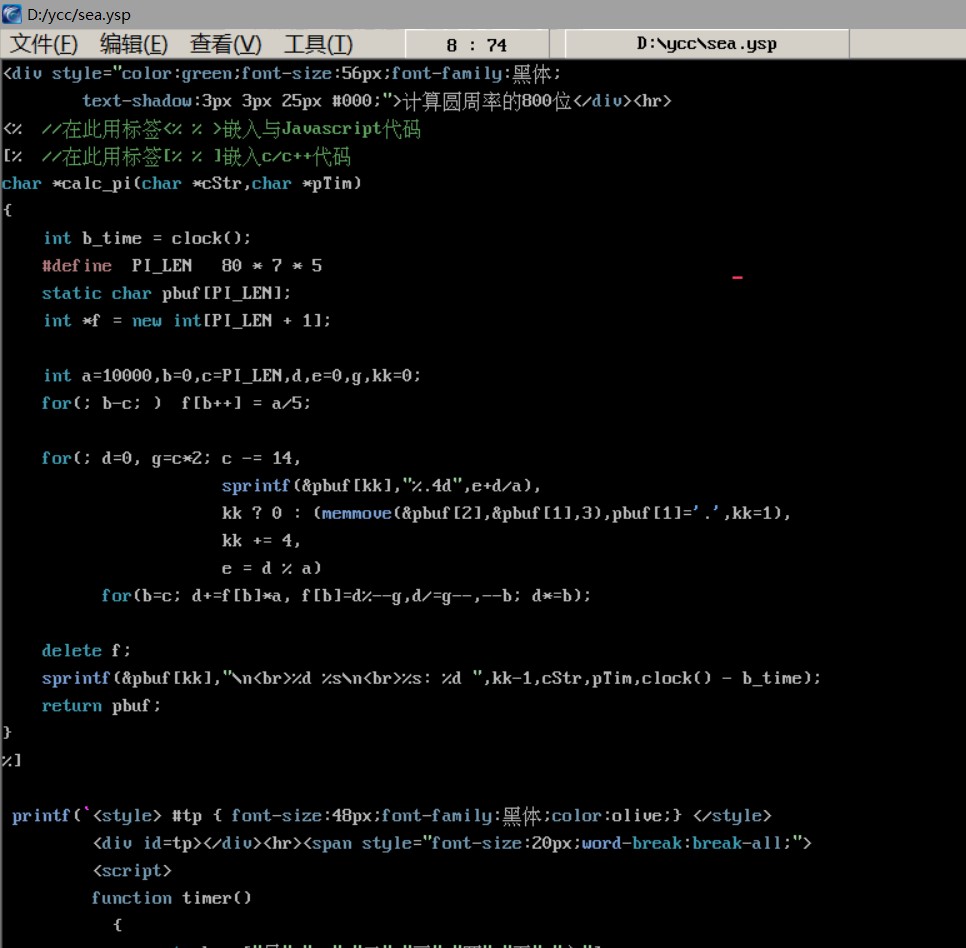 D:/ycc/sea.ysp
文件(F) 编辑(E) 查看(V) 工具(T) 8 : 74 D:\ycc\sea.ysp
<div style="color:green;font-size:56px;font-family:黑体;
text-shadow:3px 3px 25px #000;">计算圆周率的800位</div><hr>
<% //在此用标签<% % >嵌入与Javascript代码
[% //在此用标签[% % ]嵌入c/c++代码
char *calc_pi(char *cStr,char *pTim)
{
int b_time = clock();
#define PI_LEN 80 * 7 * 5
static char pbuf[PI_LEN];
int *f = new int[PI_LEN + 1];
int a=10000,b=0,c=PI_LEN,d,e=0,g,kk=0;
for(; b-c; ) f[b++] = a/5;
for(; d=0, g=c*2; c -= 14,
sprintf(&pbuf[kk],"%.4d",e+d/a),
kk ? 0 : (memmove(&pbuf[2],&pbuf[1],3),pbuf[1]='.',kk=1),
kk += 4,
e = d % a)
for(b=c; d+=f[b]*a, f[b]=d%--g,d/=g--,--b; d*=b);
delete f;
sprintf(&pbuf[kk],"\n<br>%d %s\n<br>%s: %d ",kk-1,cStr,pTim,clock() - b_time);
return pbuf;
}
%]
printf(`<style> #tp { font-size:48px;font-family:黑体;color:olive;} </style>
<div id=tp></div><hr><span style="font-size:20px;word-break:break-all;">
<script>
function timer()
{